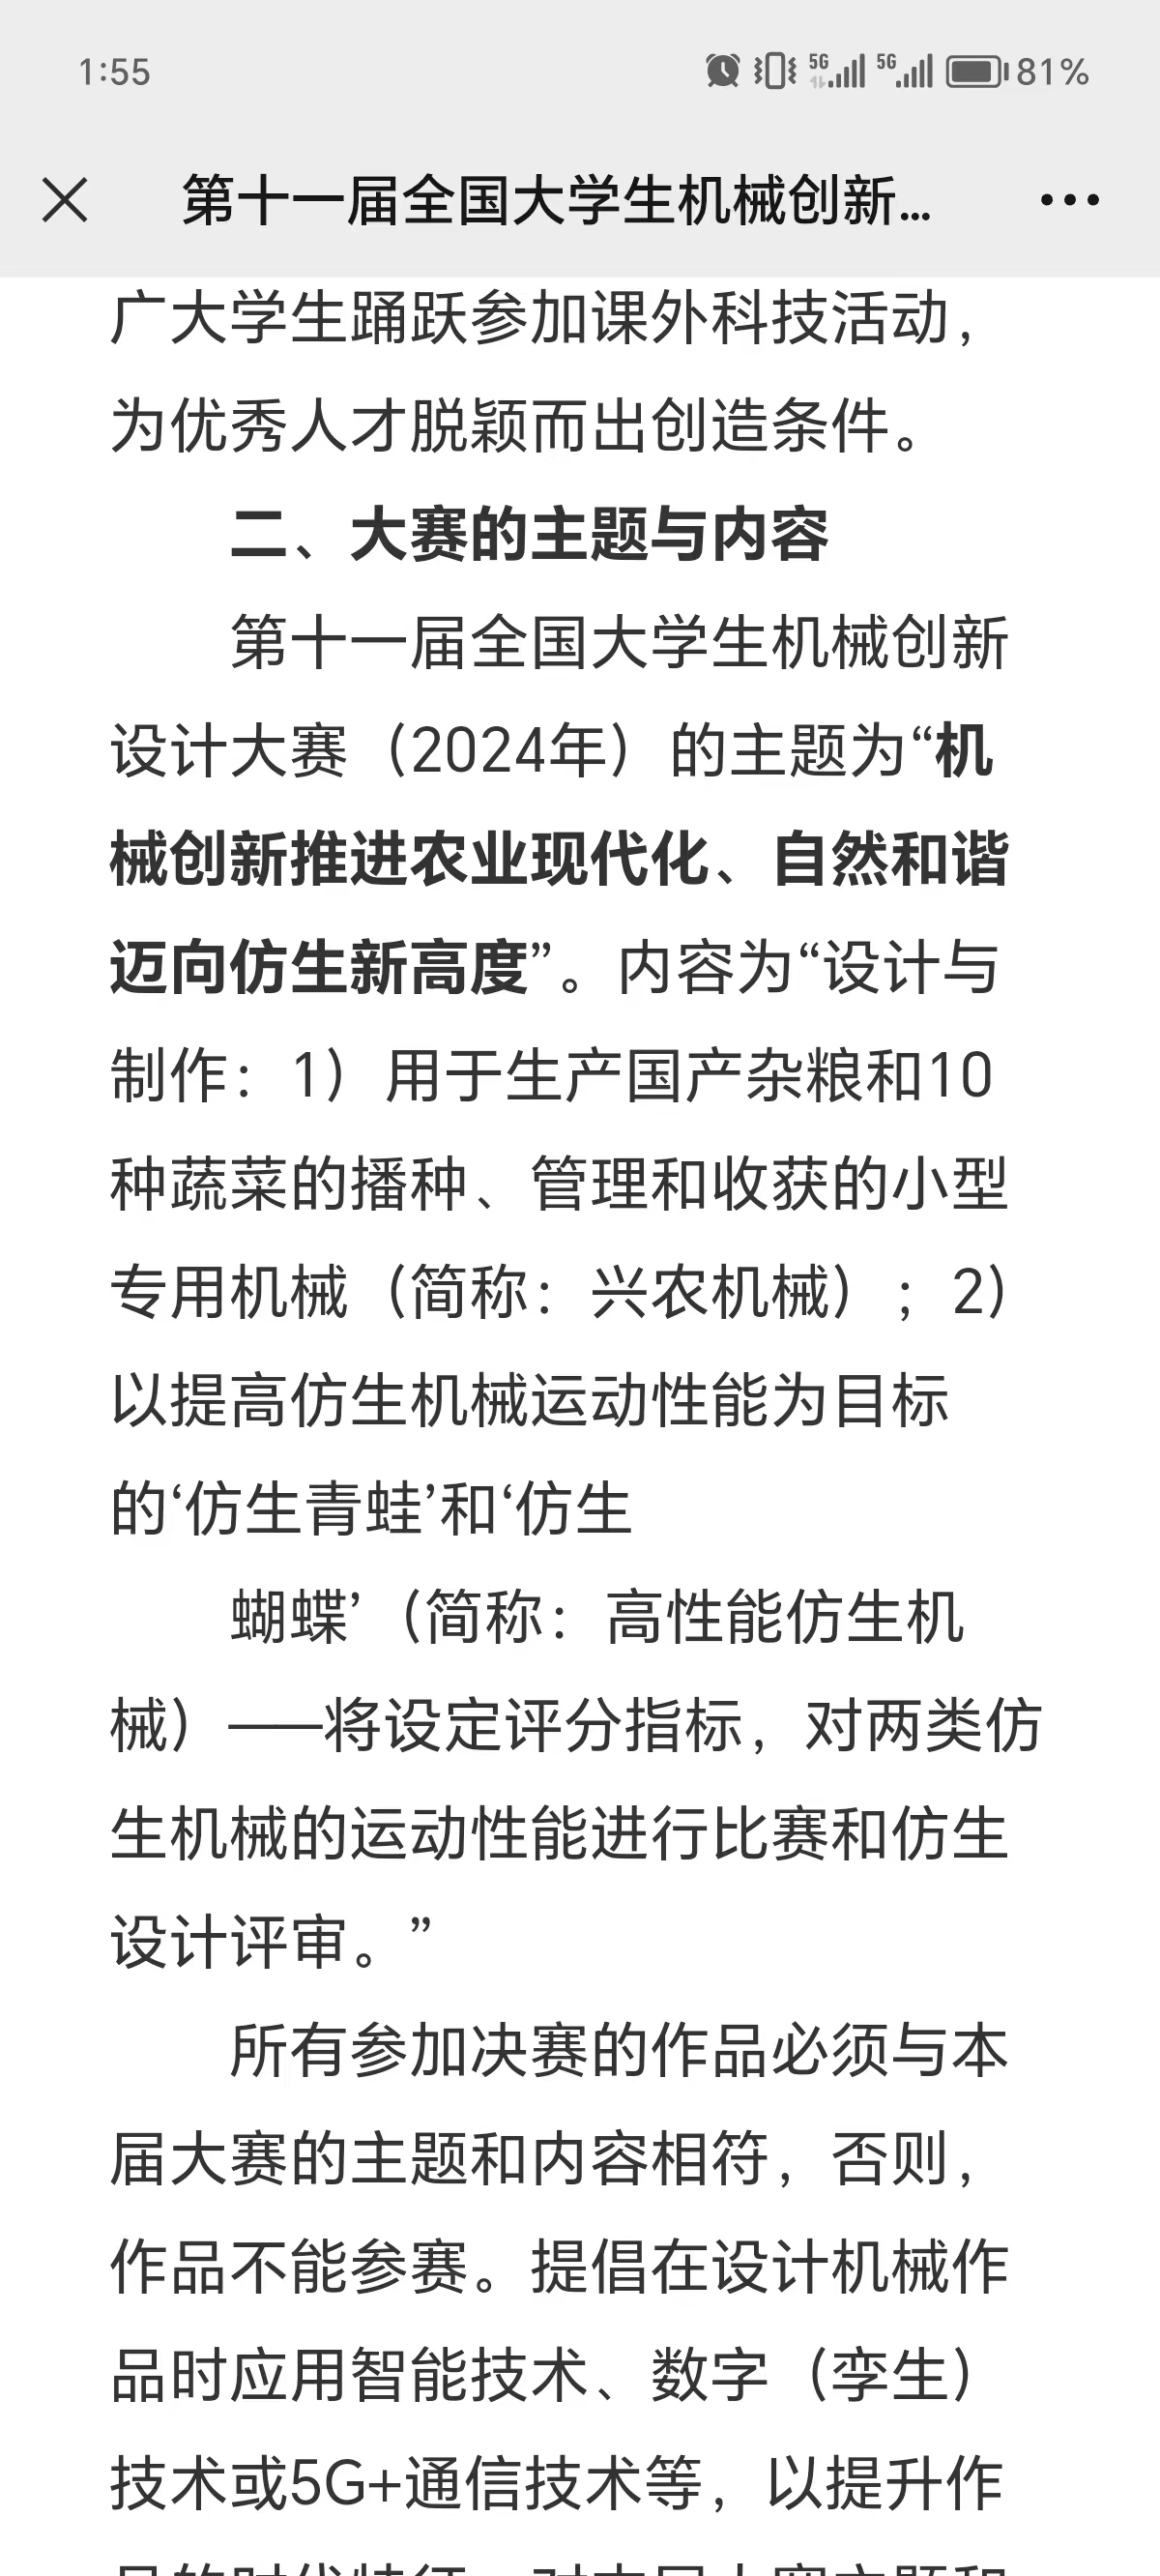 1:55
5G 5G 81%
第十一届全国大学生机械创新...
广大学生踊跃参加课外科技活动，
为优秀人才脱颖而出创造条件。
二、大赛的主题与内容
第十一届全国大学生机械创新
设计大赛（2024年）的主题为“机
械创新推进农业现代化、自然和谐
迈向仿生新高度”。内容为“设计与
制作：1）用于生产国产杂粮和10
种蔬菜的播种、管理和收获的小型
专用机械（简称：兴农机械）；2）
以提高仿生机械运动性能为目标
的‘仿生青蛙’和‘仿生
蝴蝶’（简称：高性能仿生机
械）——将设定评分指标，对两类仿
生机械的运动性能进行比赛和仿生
设计评审。”
所有参加决赛的作品必须与本
届大赛的主题和内容相符，否则，
作品不能参赛。提倡在设计机械作
品时应用智能技术、数字（孪生）
技术或5G+通信技术等，以提升作